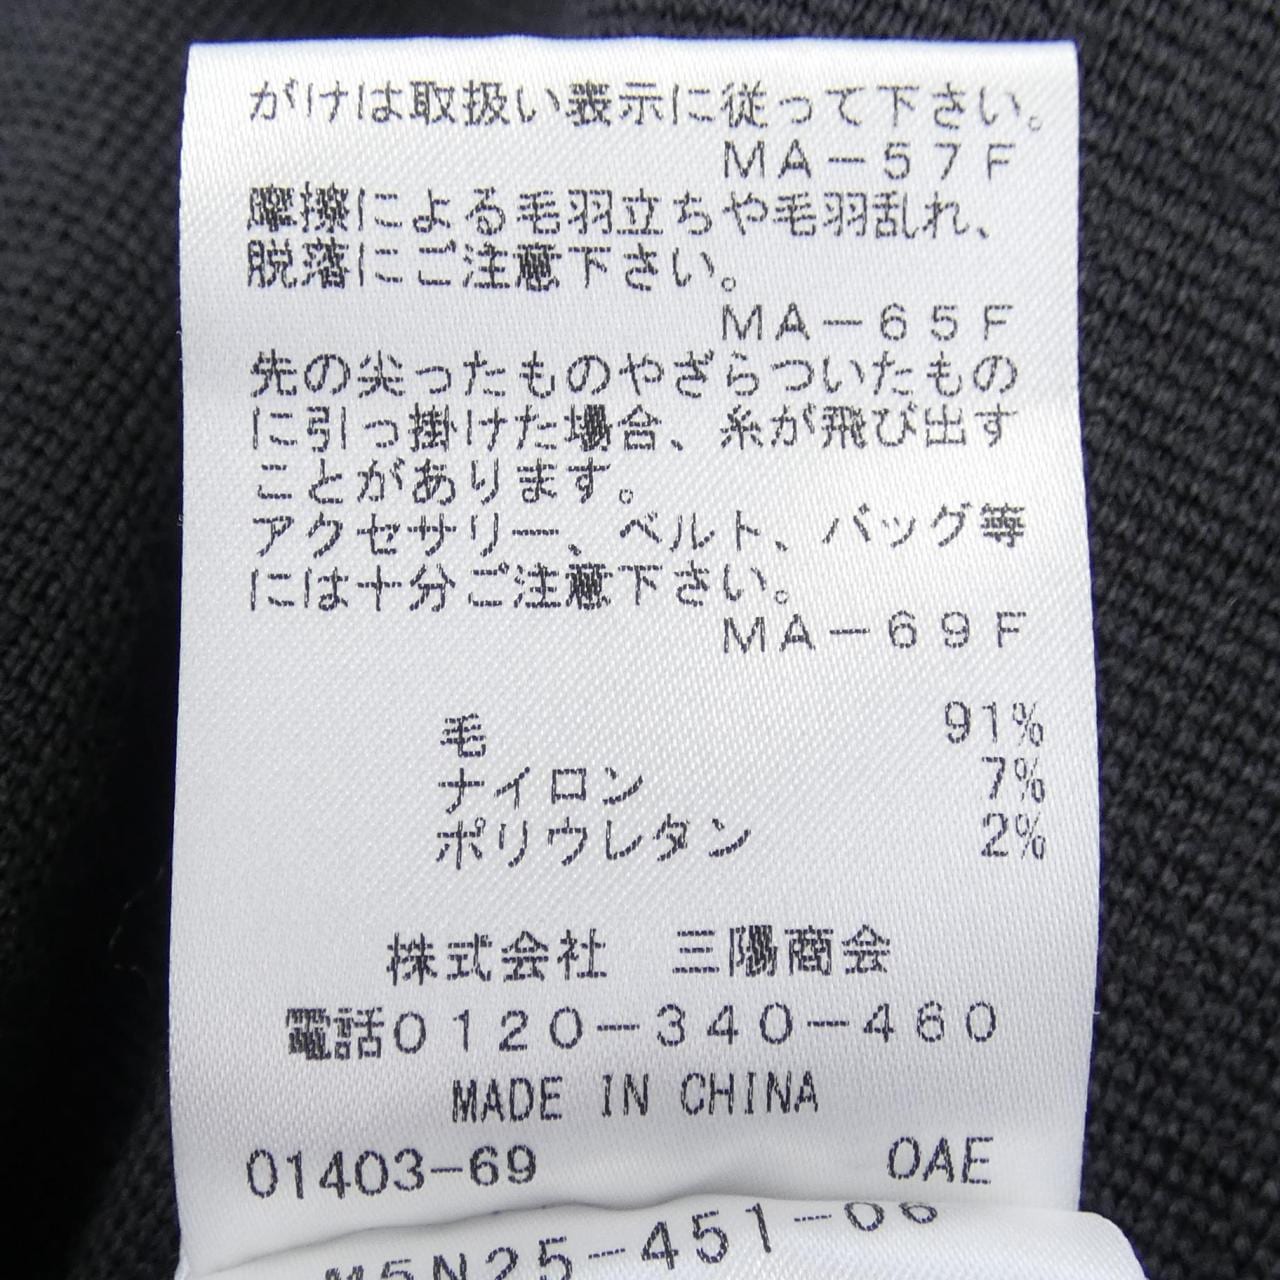 がけは取扱い表示に従って下さい。
ＭＡ－５７Ｆ
摩擦による毛羽立ちや毛羽乱れ、
脱落にご注意下さい。
ＭＡ－６５Ｆ
先の尖ったものやざらついたもの
に引っ掛けた場合、糸が飛び出す
ことがあります。
アクセサリー、ベルト、バッグ等
には十分ご注意下さい。
ＭＡ－６９Ｆ
毛 91%
ナイロン 7%
ポリウレタン 2%
株式会社 三陽商会
電話０１２０－３４０－４６０
MADE IN CHINA
01403-69 OAE
M5N25-451-06